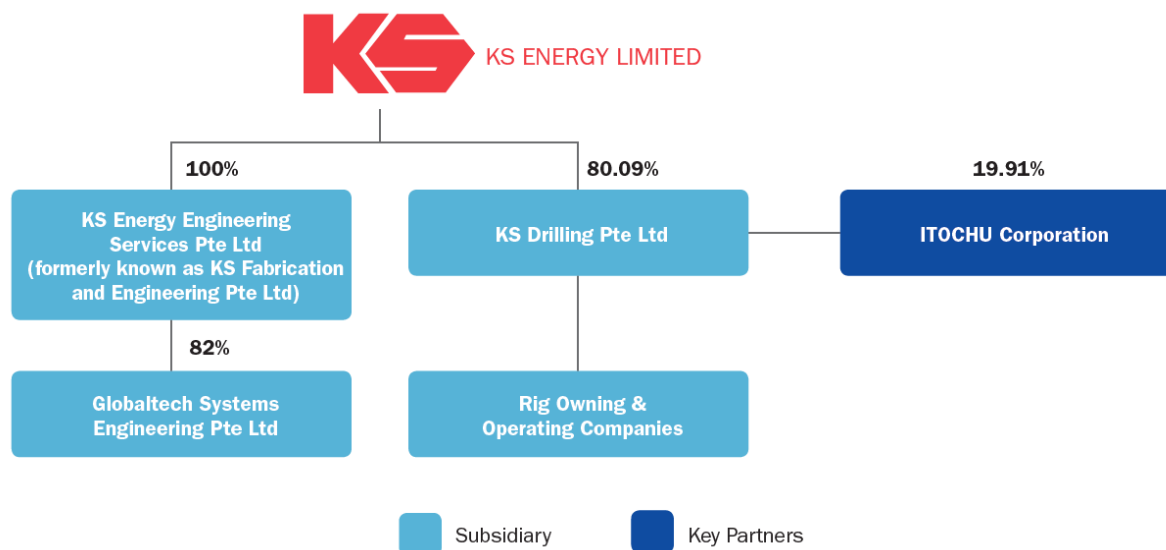 KS KS ENERGY LIMITED
100%
80.09%
19.91%
KS Energy Engineering
Services Pte Ltd
(formerly known as KS Fabrication
and Engineering Pte Ltd)
KS Drilling Pte Ltd
ITOCHU Corporation
82%
Globaltech Systems
Engineering Pte Ltd
Rig Owning &
Operating Companies
Subsidiary
Key Partners